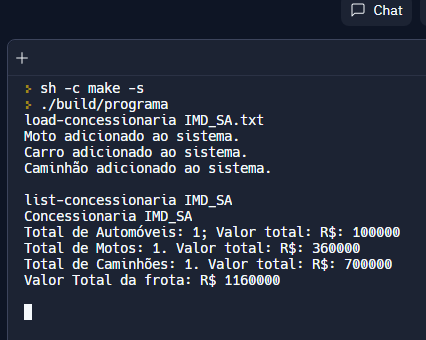 Chat
sh -c make -s
./build/programa
load-concessionaria IMD_SA.txt
Moto adicionado ao sistema.
Carro adicionado ao sistema.
Caminhão adicionado ao sistema.
list-concessionaria IMD_SA
Concessionaria IMD_SA
Total de Automóveis: 1; Valor total: R$: 100000
Total de Motos: 1. Valor total: R$: 360000
Total de Caminhões: 1. Valor total: R$: 700000
Valor Total da frota: R$ 1160000